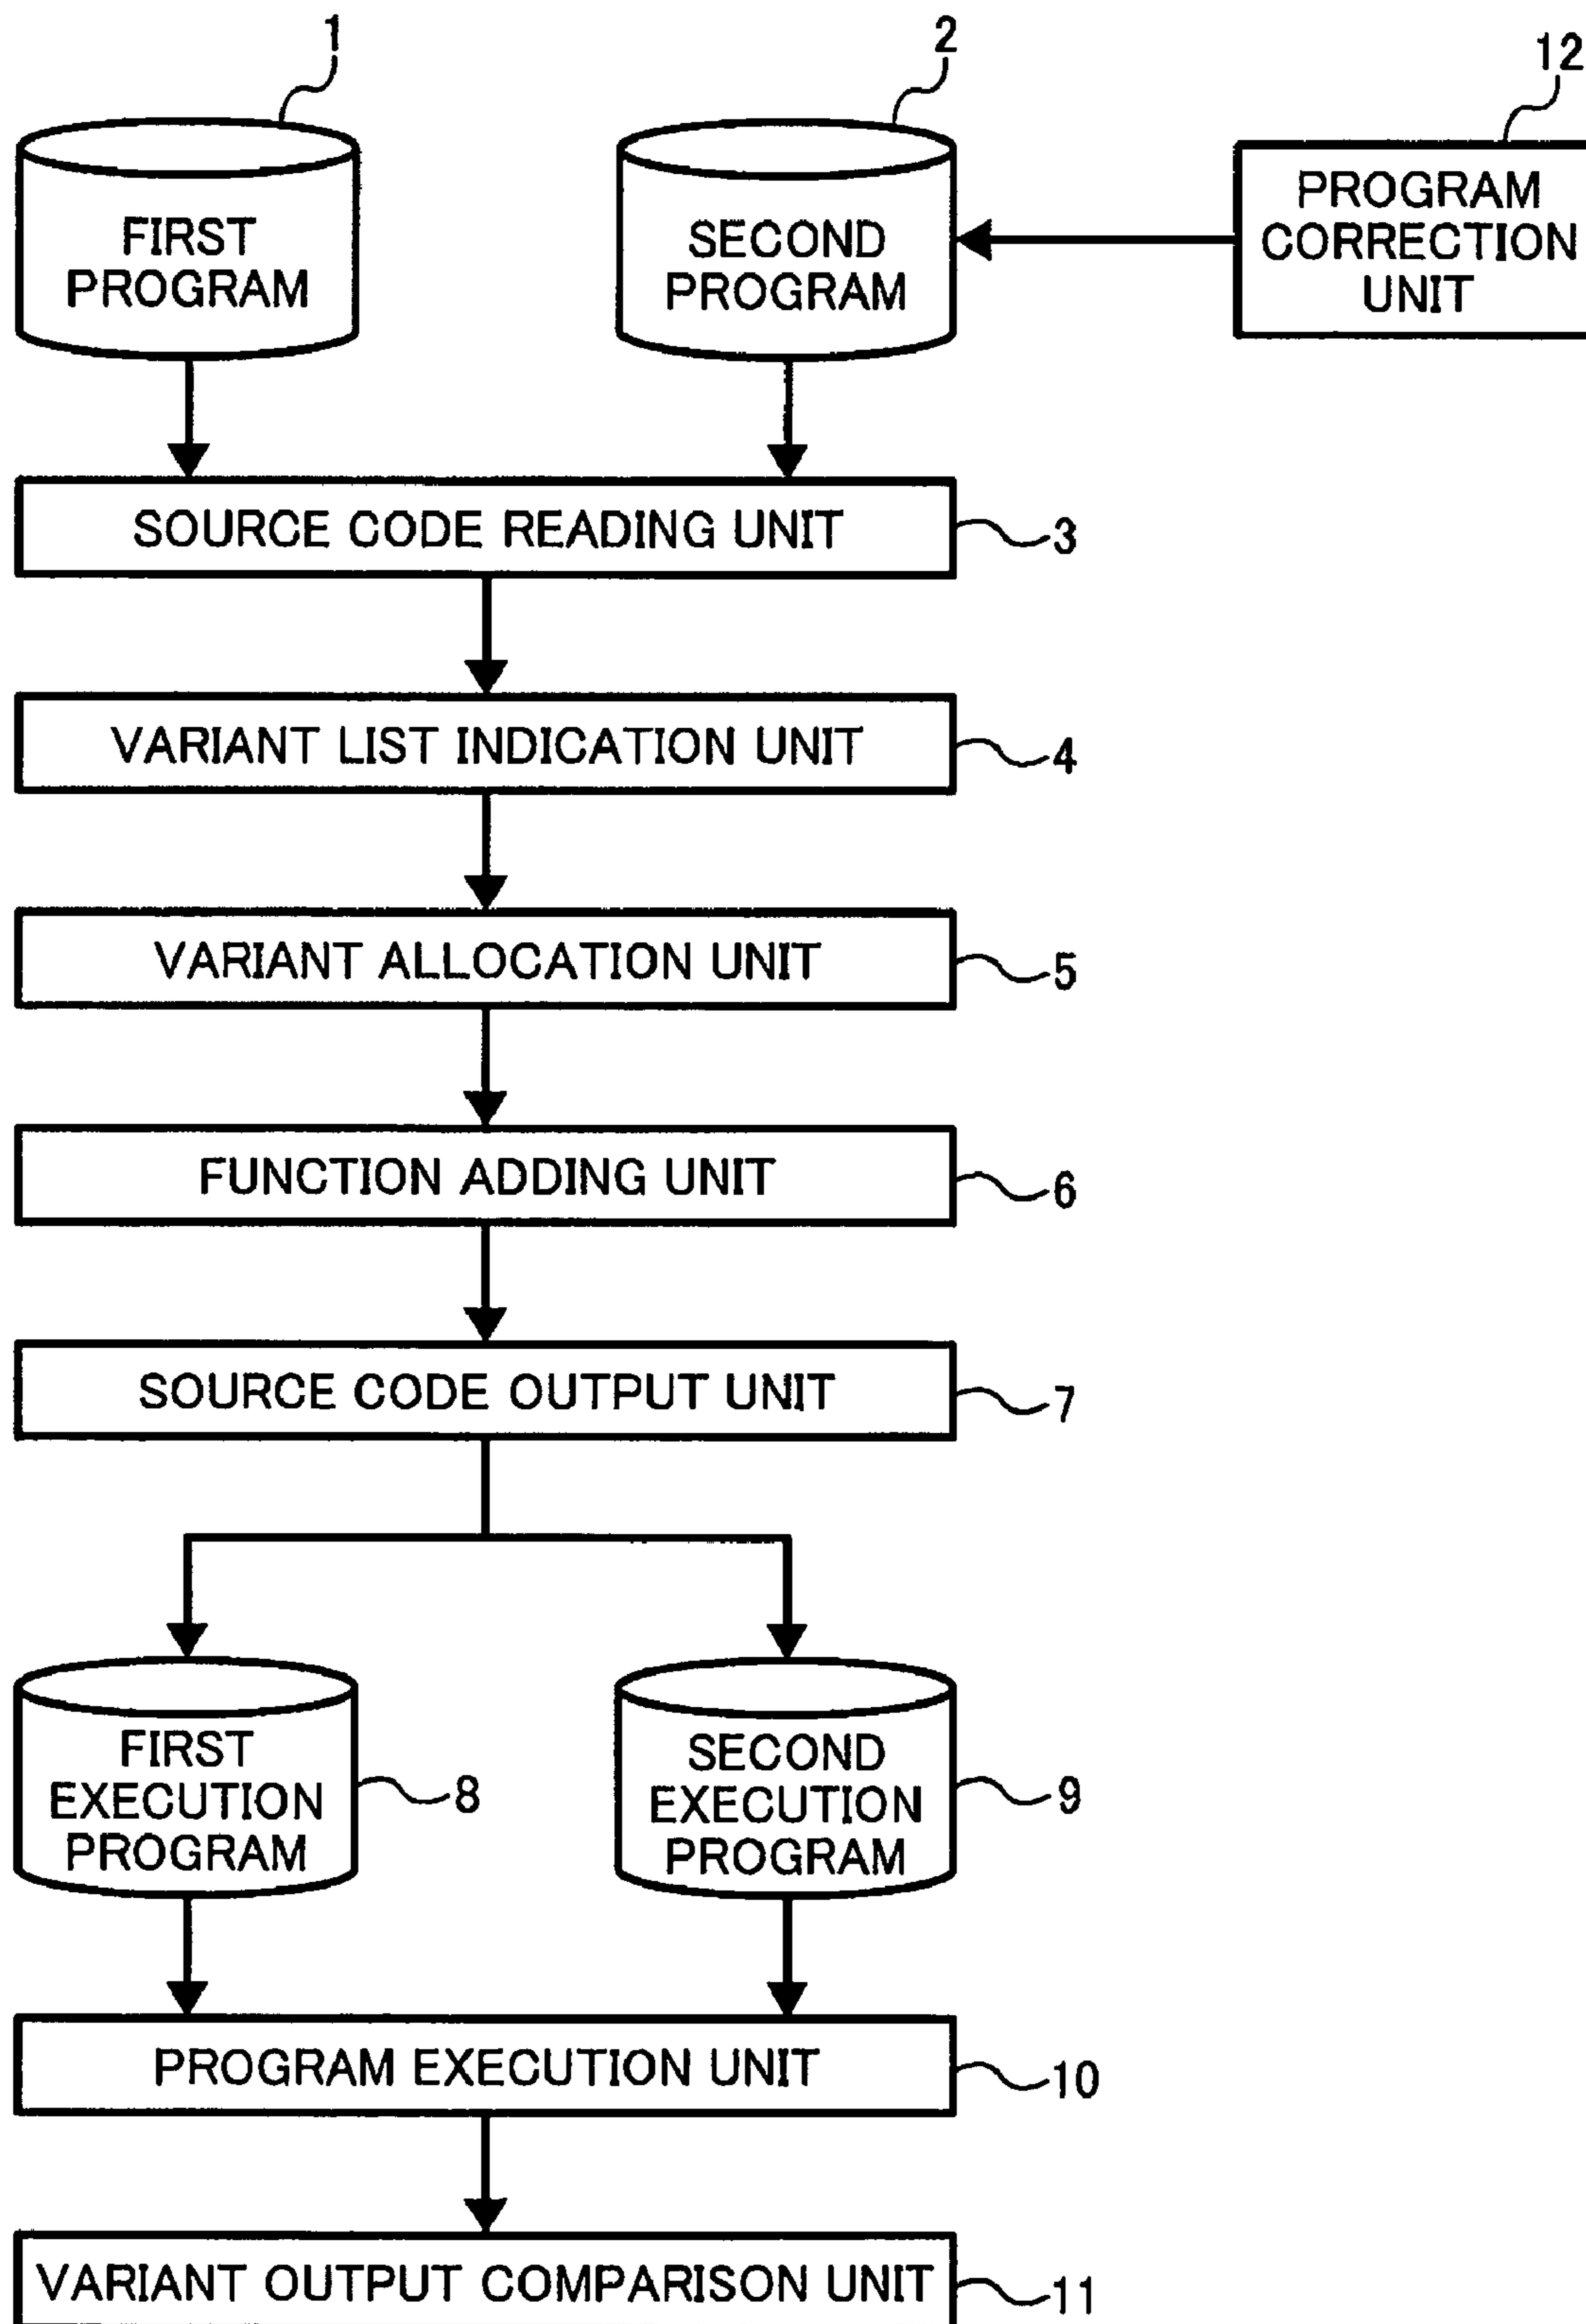 1
2
12
FIRST
PROGRAM
SECOND
PROGRAM
PROGRAM
CORRECTION
UNIT
SOURCE CODE READING UNIT
3
VARIANT LIST INDICATION UNIT
4
VARIANT ALLOCATION UNIT
5
FUNCTION ADDING UNIT
6
SOURCE CODE OUTPUT UNIT
7
FIRST
EXECUTION
PROGRAM
8
SECOND
EXECUTION
PROGRAM
9
PROGRAM EXECUTION UNIT
10
VARIANT OUTPUT COMPARISON UNIT
11